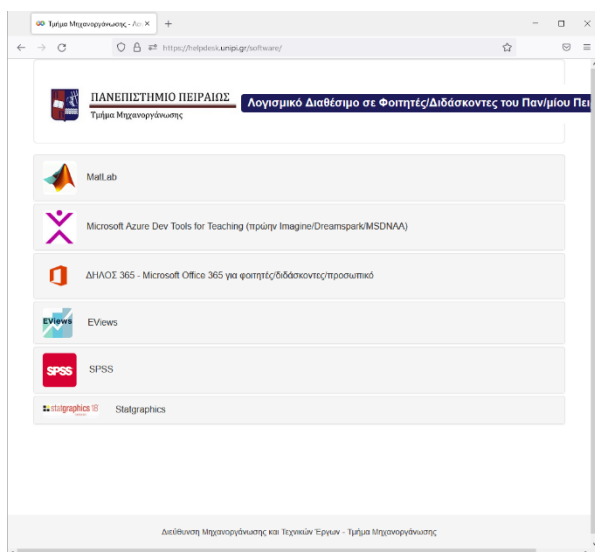 Τμήμα Μηχανοργάνωσης - Λο
https://helpdesk.unipi.gr/software/
ΠΑΝΕΠΙΣΤΗΜΙΟ ΠΕΙΡΑΙΩΣ
Τμήμα Μηχανοργάνωσης
Λογισμικό Διαθέσιμο σε Φοιτητές/Διδάσκοντες του Παν/μίου Πει
MatLab
Microsoft Azure Dev Tools for Teaching (πρώην Imagine/Dreamspark/MSDNAA)
ΔΗΛΟΣ 365 - Microsoft Office 365 για φοιτητές/διδάσκοντες/προσωπικό
EViews EViews
SPSS SPSS
statgraphics 18 Statgraphics
Διεύθυνση Μηχανοργάνωσης και Τεχνικών Έργων - Τμήμα Μηχανοργάνωσης